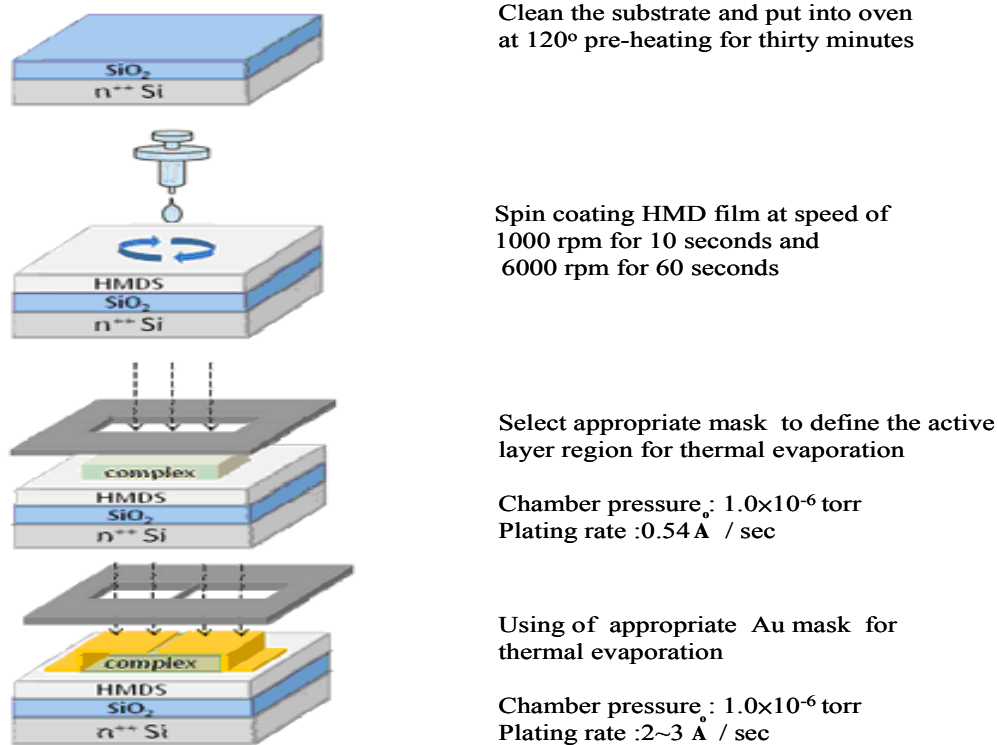 Clean the substrate and put into oven
at 120º pre-heating for thirty minutes
SiO₂
n⁺⁺ Si
Spin coating HMD film at speed of
1000 rpm for 10 seconds and
6000 rpm for 60 seconds
HMDS
SiO₂
n⁺⁺ Si
Select appropriate mask to define the active
layer region for thermal evaporation
Chamber pressure : 1.0×10⁻⁶ torr
Plating rate :0.54 Å / sec
complex
HMDS
SiO₂
n⁺⁺ Si
Using of appropriate Au mask for
thermal evaporation
Chamber pressure : 1.0×10⁻⁶ torr
Plating rate :2~3 Å / sec
complex
HMDS
SiO₂
n⁺⁺ Si